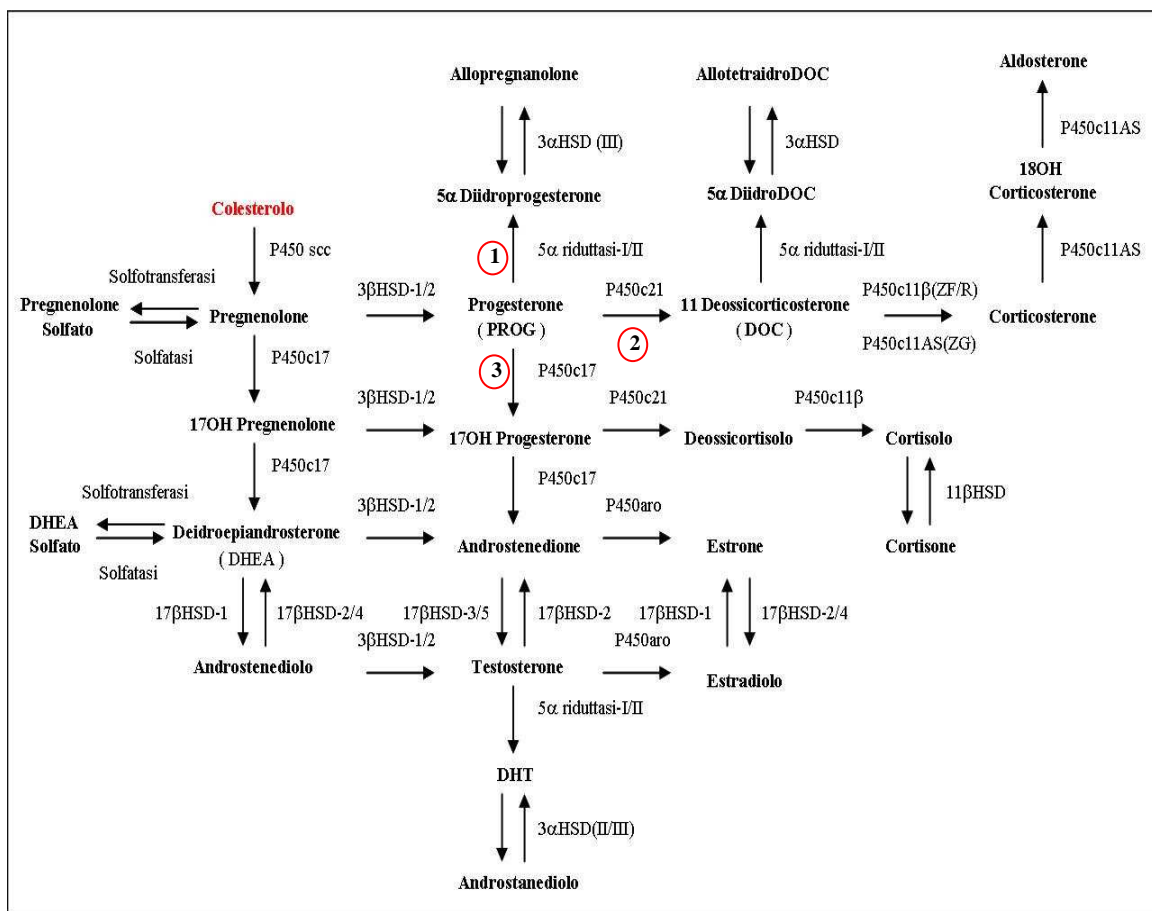 Allopregnanolone
AllotetraidroDOC
Aldosterone
3αHSD (III)
3αHSD
P450c11AS
5α Diidroprogesterone
5α DiidroDOC
18OH
Corticosterone
Colesterolo
1
5α riduttasi-I/II
5α riduttasi-I/II
P450c11AS
P450 scc
Solfotransferasi
3βHSD-1/2
P450c21
P450c11β(ZF/R)
Pregnenolone
Solfato
Pregnenolone
Progesterone
( PROG )
11 Deossicorticosterone
( DOC )
Corticosterone
Solfatasi
2
P450c11AS(ZG)
P450c17
3
P450c17
3βHSD-1/2
P450c21
P450c11β
17OH Pregnenolone
17OH Progesterone
Deossicortisolo
Cortisolo
P450c17
P450c17
Solfotransferasi
3βHSD-1/2
P450aro
11βHSD
DHEA
Solfato
Deidroepiandrosterone
( DHEA )
Androstenedione
Estrone
Cortisone
Solfatasi
17βHSD-1
17βHSD-2/4
17βHSD-3/5
17βHSD-2
17βHSD-1
17βHSD-2/4
3βHSD-1/2
P450aro
Androstenediolo
Testosterone
Estradiolo
5α riduttasi-I/II
DHT
3αHSD(II/III)
Androstanediolo